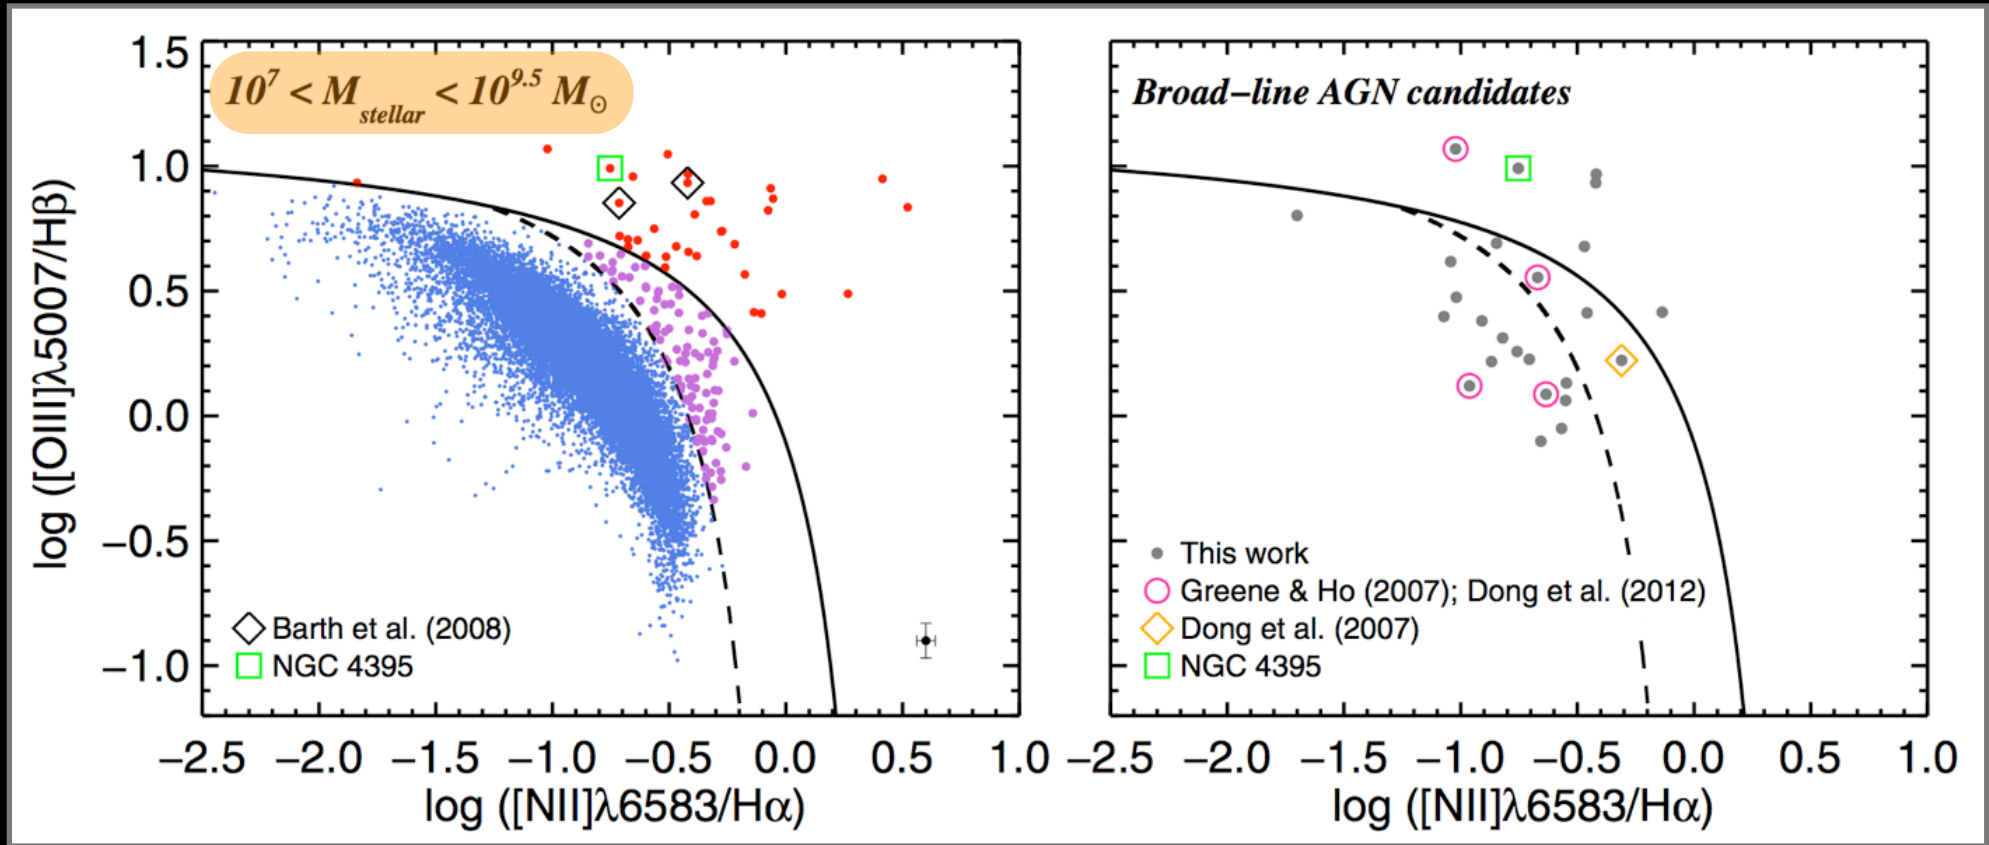 10⁷ < M_stellar < 10⁹·⁵ M_⊙
Broad−line AGN candidates
log ([OIII]λ5007/Hβ)
1.5
1.0
0.5
0.0
−0.5
−1.0
Barth et al. (2008)
NGC 4395
This work
Greene & Ho (2007); Dong et al. (2012)
Dong et al. (2007)
NGC 4395
−2.5 −2.0 −1.5 −1.0 −0.5 0.0 0.5 1.0
−2.5 −2.0 −1.5 −1.0 −0.5 0.0 0.5 1.0
log ([NII]λ6583/Hα)
log ([NII]λ6583/Hα)